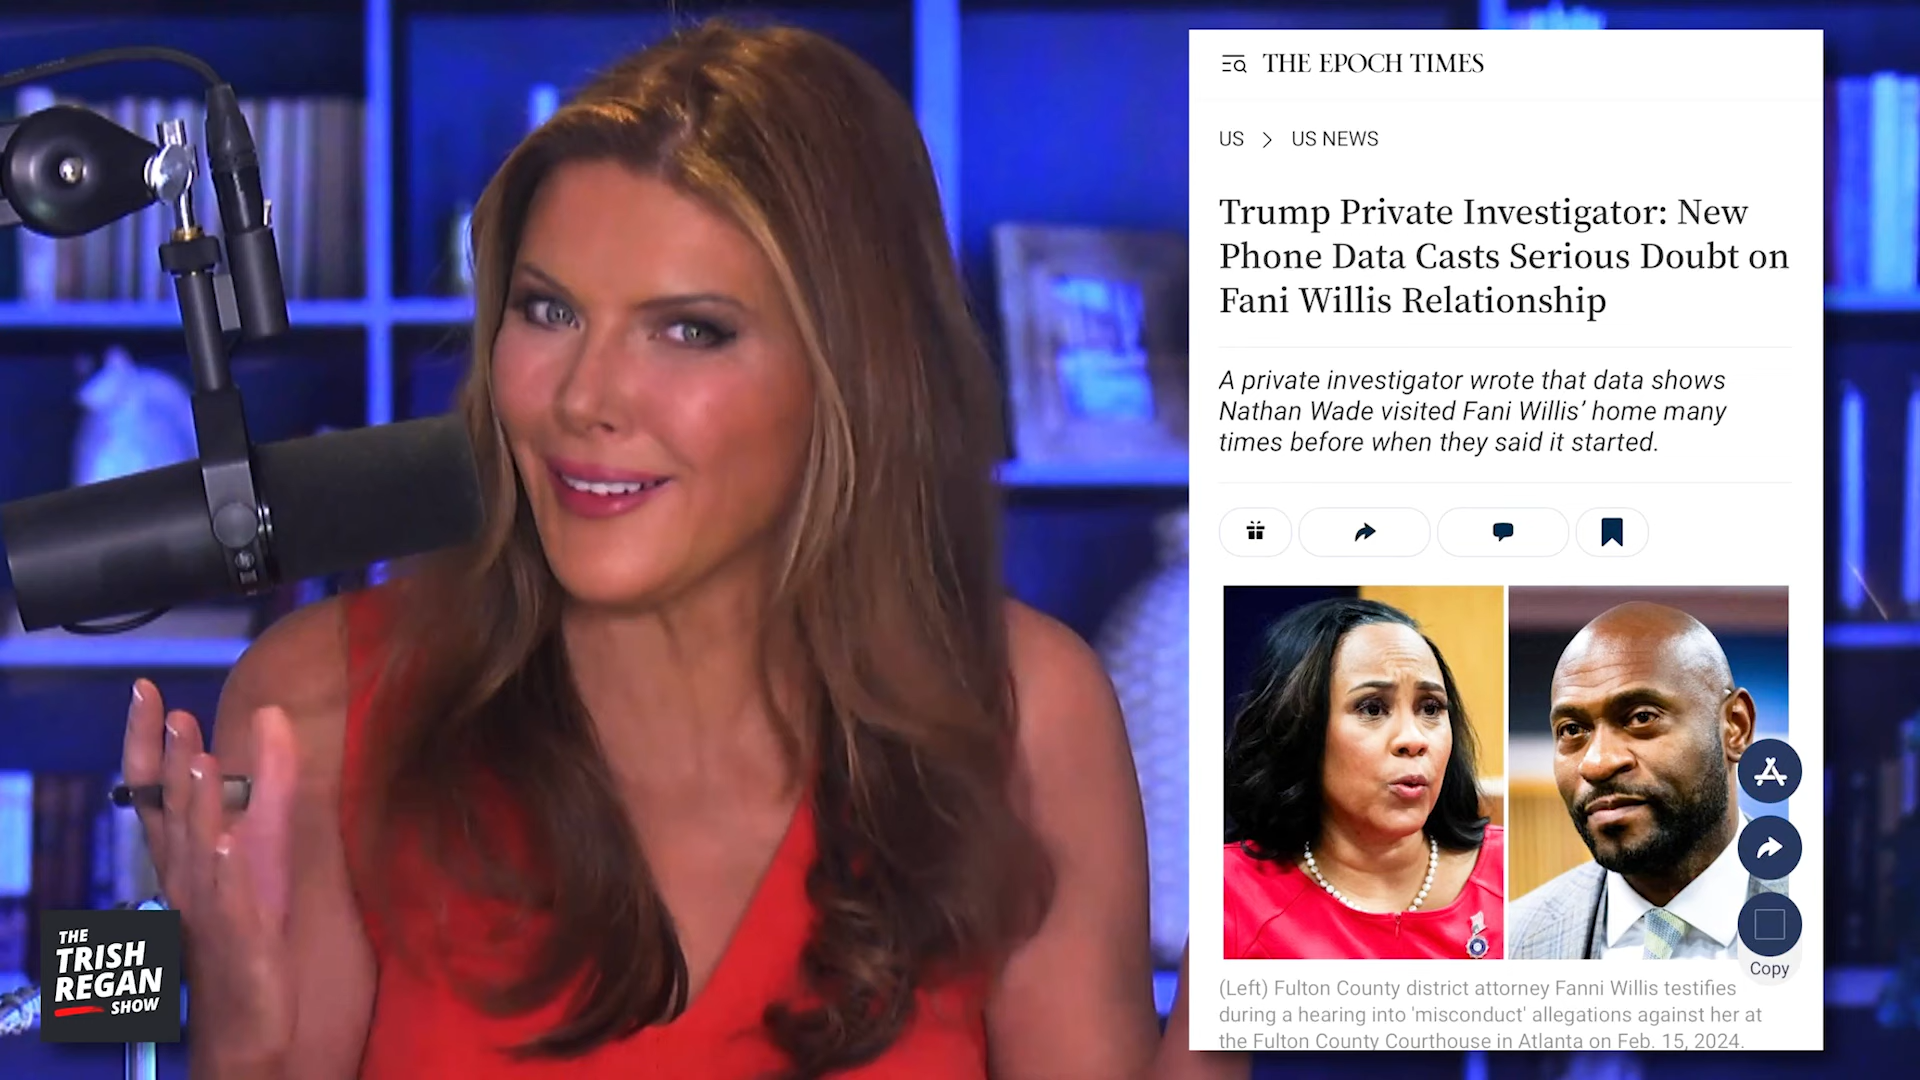 THE EPOCH TIMES
US > US NEWS
Trump Private Investigator: New
Phone Data Casts Serious Doubt on
Fani Willis Relationship
A private investigator wrote that data shows
Nathan Wade visited Fani Willis’ home many
times before when they said it started.
Copy
(Left) Fulton County district attorney Fanni Willis testifies
during a hearing into 'misconduct' allegations against her at
the Fulton County Courthouse in Atlanta on Feb. 15, 2024.
THE
TRISH
REGAN
SHOW